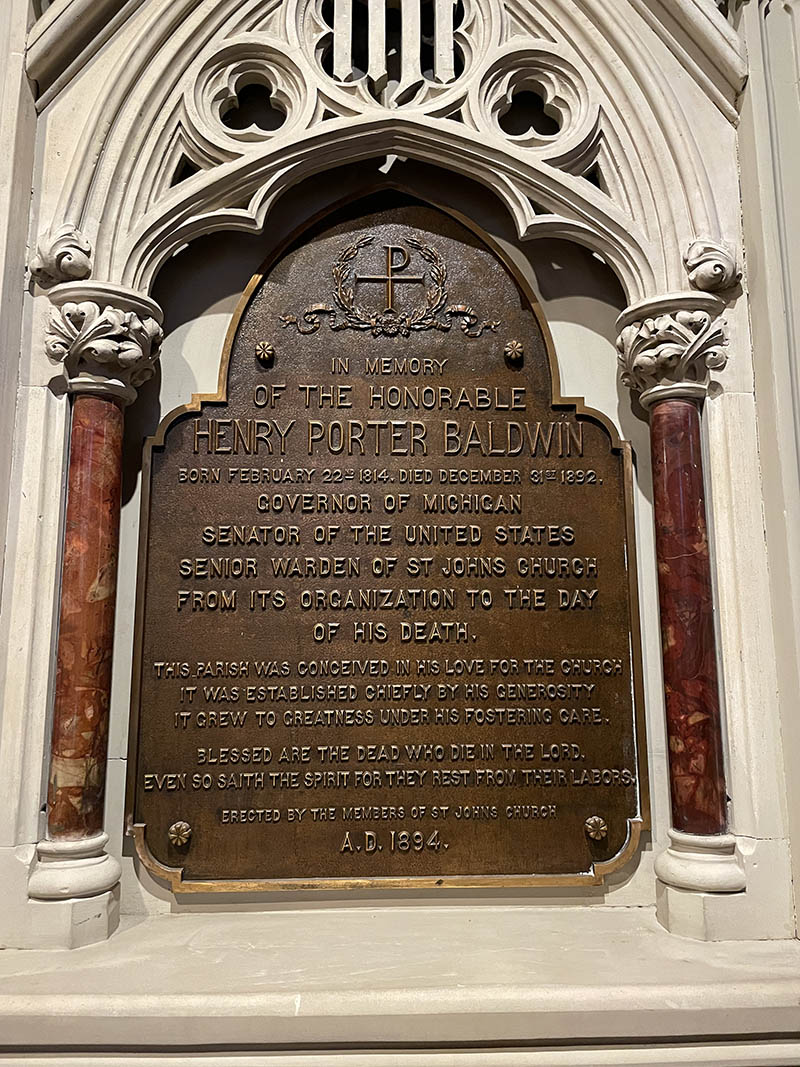 IN MEMORY
OF THE HONORABLE
HENRY PORTER BALDWIN
BORN FEBRUARY 22ND 1814. DIED DECEMBER 31ST 1892.
GOVERNOR OF MICHIGAN
SENATOR OF THE UNITED STATES
SENIOR WARDEN OF ST JOHNS CHURCH
FROM ITS ORGANIZATION TO THE DAY
OF HIS DEATH.
THIS PARISH WAS CONCEIVED IN HIS LOVE FOR THE CHURCH
IT WAS ESTABLISHED CHIEFLY BY HIS GENEROSITY
IT GREW TO GREATNESS UNDER HIS FOSTERING CARE.
BLESSED ARE THE DEAD WHO DIE IN THE LORD,
EVEN SO SAITH THE SPIRIT FOR THEY REST FROM THEIR LABORS.
ERECTED BY THE MEMBERS OF ST JOHNS CHURCH
A.D. 1894.